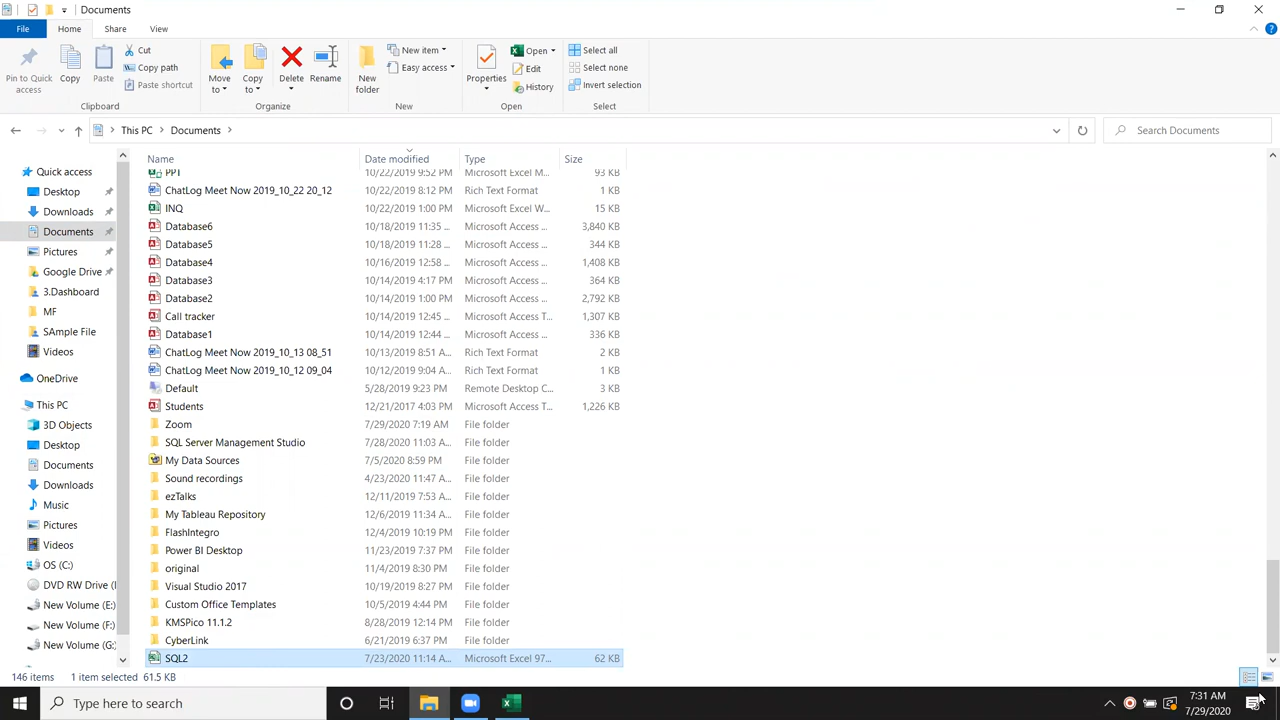 Documents
File Home Share View
Pin to Quick access
Copy
Paste
Cut
Copy path
Paste shortcut
Clipboard
Move to
Copy to
Delete
Rename
Organize
New folder
New item
Easy access
New
Properties
Open
Edit
History
Open
Select all
Select none
Invert selection
Select
This PC Documents
Search Documents
Name Date modified Type Size
PPT 10/22/2019 9:52 PM Microsoft Excel M... 93 KB
ChatLog Meet Now 2019_10_22 20_12 10/22/2019 8:12 PM Rich Text Format 1 KB
INQ 10/22/2019 1:00 PM Microsoft Excel W... 15 KB
Database6 10/18/2019 11:35 ... Microsoft Access ... 3,840 KB
Database5 10/18/2019 11:28 ... Microsoft Access ... 344 KB
Database4 10/16/2019 12:58 ... Microsoft Access ... 1,408 KB
Database3 10/14/2019 4:17 PM Microsoft Access ... 364 KB
Database2 10/14/2019 1:00 PM Microsoft Access ... 2,792 KB
Call tracker 10/14/2019 12:45 ... Microsoft Access T... 1,307 KB
Database1 10/14/2019 12:44 ... Microsoft Access ... 336 KB
ChatLog Meet Now 2019_10_13 08_51 10/13/2019 8:51 A... Rich Text Format 2 KB
ChatLog Meet Now 2019_10_12 09_04 10/12/2019 9:04 A... Rich Text Format 1 KB
Default 5/28/2019 9:23 PM Remote Desktop C... 3 KB
Students 12/21/2017 4:03 PM Microsoft Access T... 1,226 KB
Zoom 7/29/2020 7:19 AM File folder
SQL Server Management Studio 7/28/2020 11:03 A... File folder
My Data Sources 7/5/2020 8:59 PM File folder
Sound recordings 4/23/2020 11:47 A... File folder
ezTalks 12/11/2019 7:53 A... File folder
My Tableau Repository 12/6/2019 11:34 A... File folder
FlashIntegro 12/4/2019 10:19 PM File folder
Power BI Desktop 11/23/2019 7:37 PM File folder
original 11/4/2019 8:30 PM File folder
Visual Studio 2017 10/19/2019 8:27 PM File folder
Custom Office Templates 10/5/2019 4:44 PM File folder
KMSPico 11.1.2 8/28/2019 12:14 PM File folder
CyberLink 6/21/2019 6:37 PM File folder
SQL2 7/23/2020 11:14 A... Microsoft Excel 97... 62 KB
Quick access
Desktop
Downloads
Documents
Pictures
Google Drive
3.Dashboard
MF
SAmple File
Videos
OneDrive
This PC
3D Objects
Desktop
Documents
Downloads
Music
Pictures
Videos
OS (C:)
DVD RW Drive (
New Volume (E:)
New Volume (F:)
New Volume (G:
146 items 1 item selected 61.5 KB
Type here to search
7:31 AM
7/29/2020